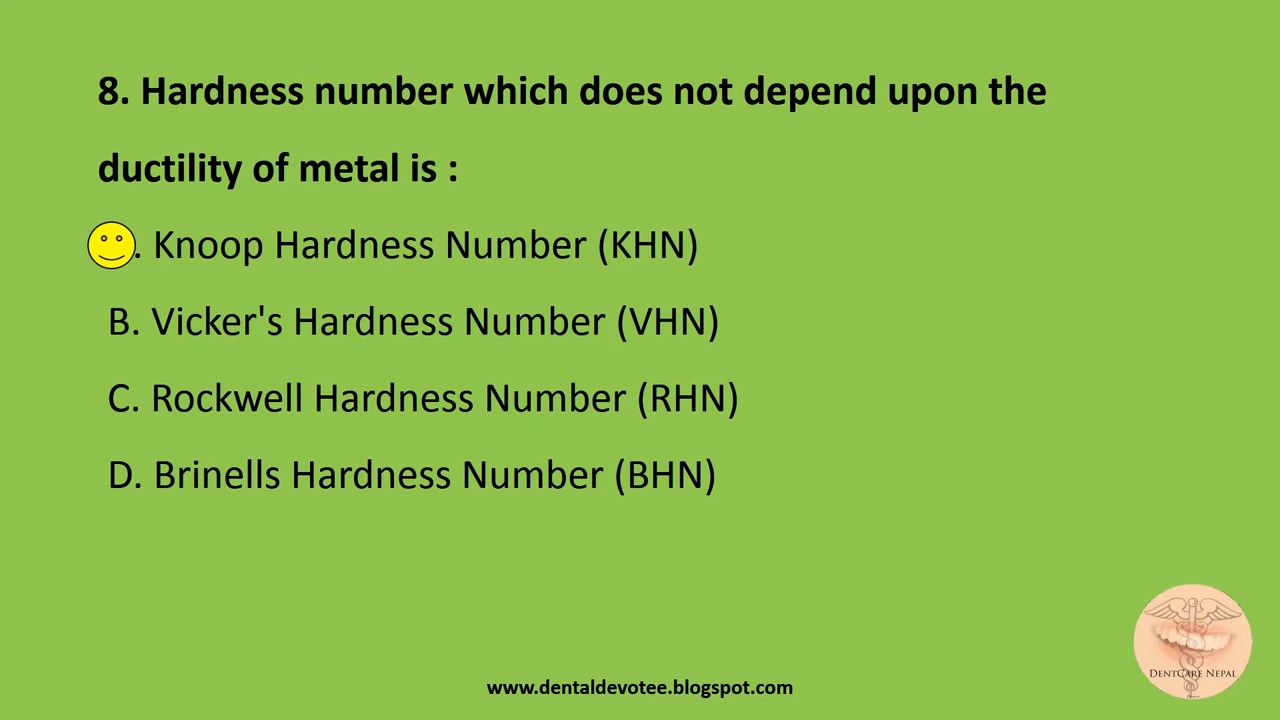 8. Hardness number which does not depend upon the
ductility of metal is :
. Knoop Hardness Number (KHN)
B. Vicker's Hardness Number (VHN)
C. Rockwell Hardness Number (RHN)
D. Brinells Hardness Number (BHN)
DENTCARE NEPAL
www.dentaldevotee.blogspot.com